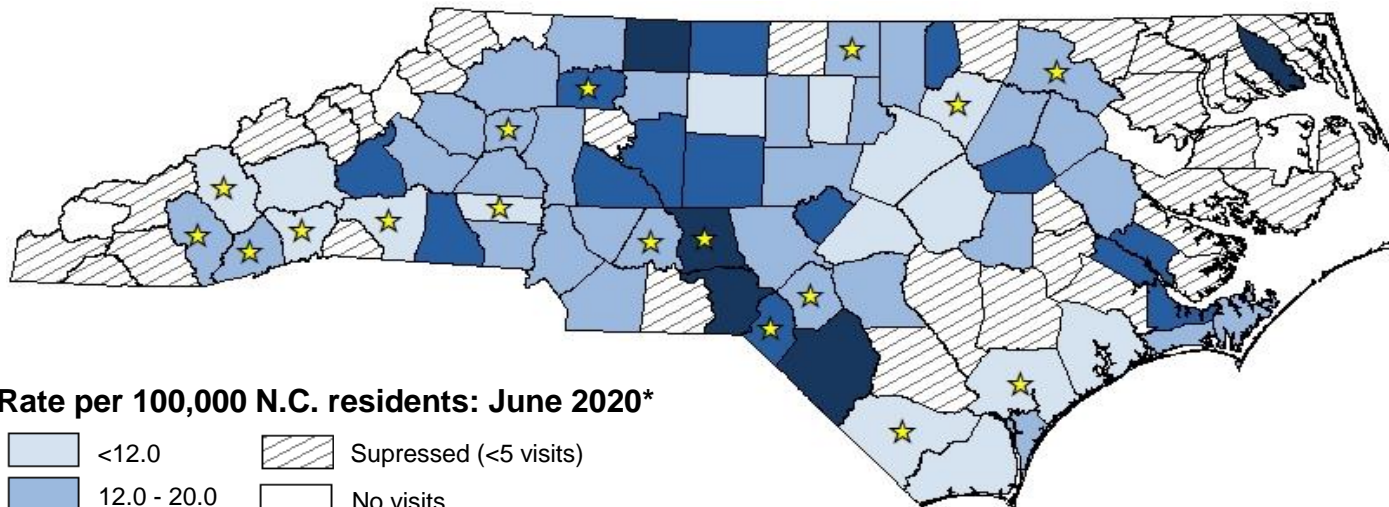 Rate per 100,000 N.C. residents: June 2020*
<12.0
Supressed (<5 visits)
12.0 - 20.0
No visits